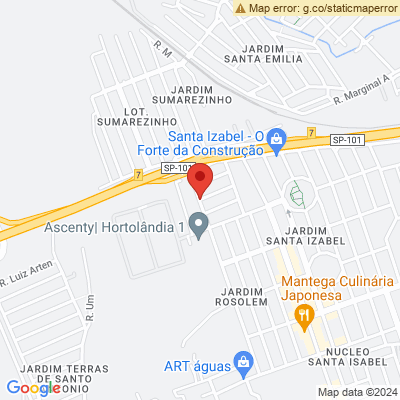 Map error: g.co/staticmaperror
R. M
JARDIM
SANTA EMILIA
R. Marginal A
JARDIM
SUMAREZINHO
LOT.
SUMAREZINHO
Santa Izabel - O
Forte da Construção
7
SP-101
SP-101
7
Ascenty| Hortolândia 1
JARDIM
SANTA IZABEL
R. Luiz Arten
R. Um
Mantega Culinária
Japonesa
JARDIM
ROSOLEM
NUCLEO
SANTA ISABEL
ART águas
JARDIM TERRAS
DE SANTO
ONIO
Google
Map data ©2024